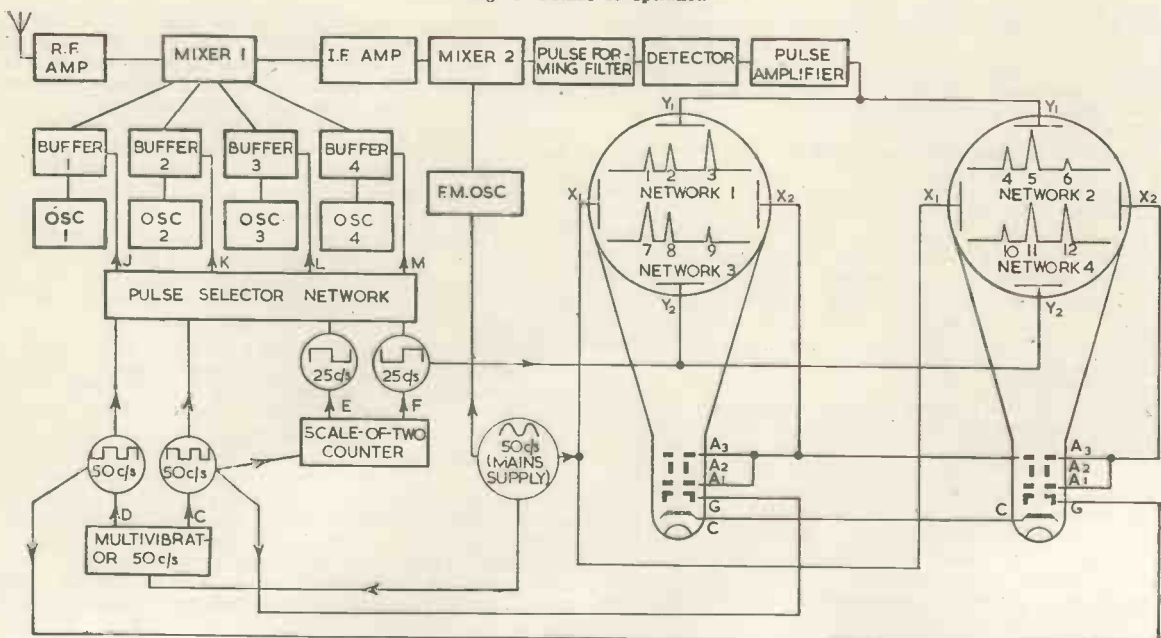 R.F.
AMP
MIXER 1
I.F. AMP
MIXER 2
PULSE FOR-
MING FILTER
DETECTOR
PULSE
AMPLIFIER
BUFFER
1
BUFFER
2
BUFFER
3
BUFFER
4
OSC
1
OSC
2
OSC
3
OSC
4
F.M. OSC
J
K
L
M
PULSE SELECTOR NETWORK
25c/s
25c/s
E
F
SCALE-OF-TWO
COUNTER
50c/s
50c/s
D
C
MULTIVIBRAT-
OR 50c/s
50c/s
(MAINS
SUPPLY)
Y1
X1
X2
1 2 3
NETWORK 1
7 8 9
NETWORK 3
Y2
A3
A2
A1
G
C
Y1
X1
X2
4 5 6
NETWORK 2
10 11 12
NETWORK 4
Y2
A3
A2
A1
G
C